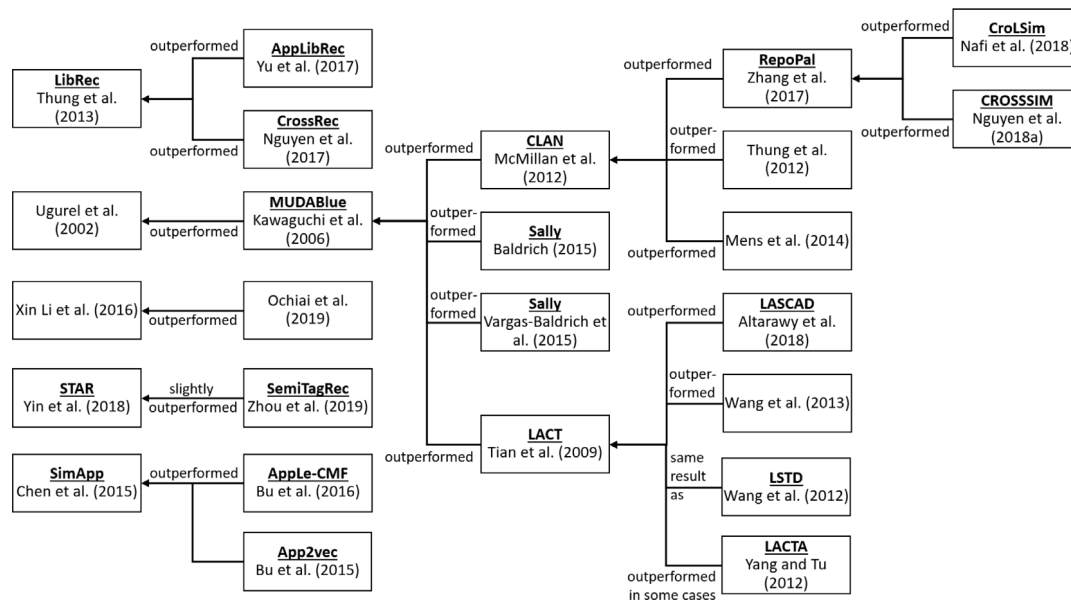 outperformed
AppLibRec
Yu et al. (2017)
LibRec
Thung et al.
(2013)
CrossRec
Nguyen et al.
(2017)
outperformed
Ugurel et al.
(2002)
outperformed
MUDABlue
Kawaguchi et al.
(2006)
Xin Li et al. (2016)
outperformed
Ochiai et al.
(2019)
STAR
Yin et al. (2018)
slightly
outperformed
SemiTagRec
Zhou et al. (2019)
SimApp
Chen et al. (2015)
outperformed
AppLe-CMF
Bu et al. (2016)
App2vec
Bu et al. (2015)
outperformed
CLAN
McMillan et al.
(2012)
outper-
formed
Sally
Baldrich (2015)
outper-
formed
Sally
Vargas-Baldrich et
al. (2015)
outperformed
LACT
Tian et al. (2009)
outperformed
RepoPal
Zhang et al.
(2017)
outper-
formed
Thung et al.
(2012)
outperformed
Mens et al. (2014)
outperformed
LASCAD
Altarawy et al.
(2018)
outper-
formed
Wang et al. (2013)
same
result
as
LSTD
Wang et al. (2012)
outperformed
in some cases
LACTA
Yang and Tu
(2012)
outperformed
CroLSim
Nafi et al. (2018)
outperformed
CROSSSIM
Nguyen et al.
(2018a)